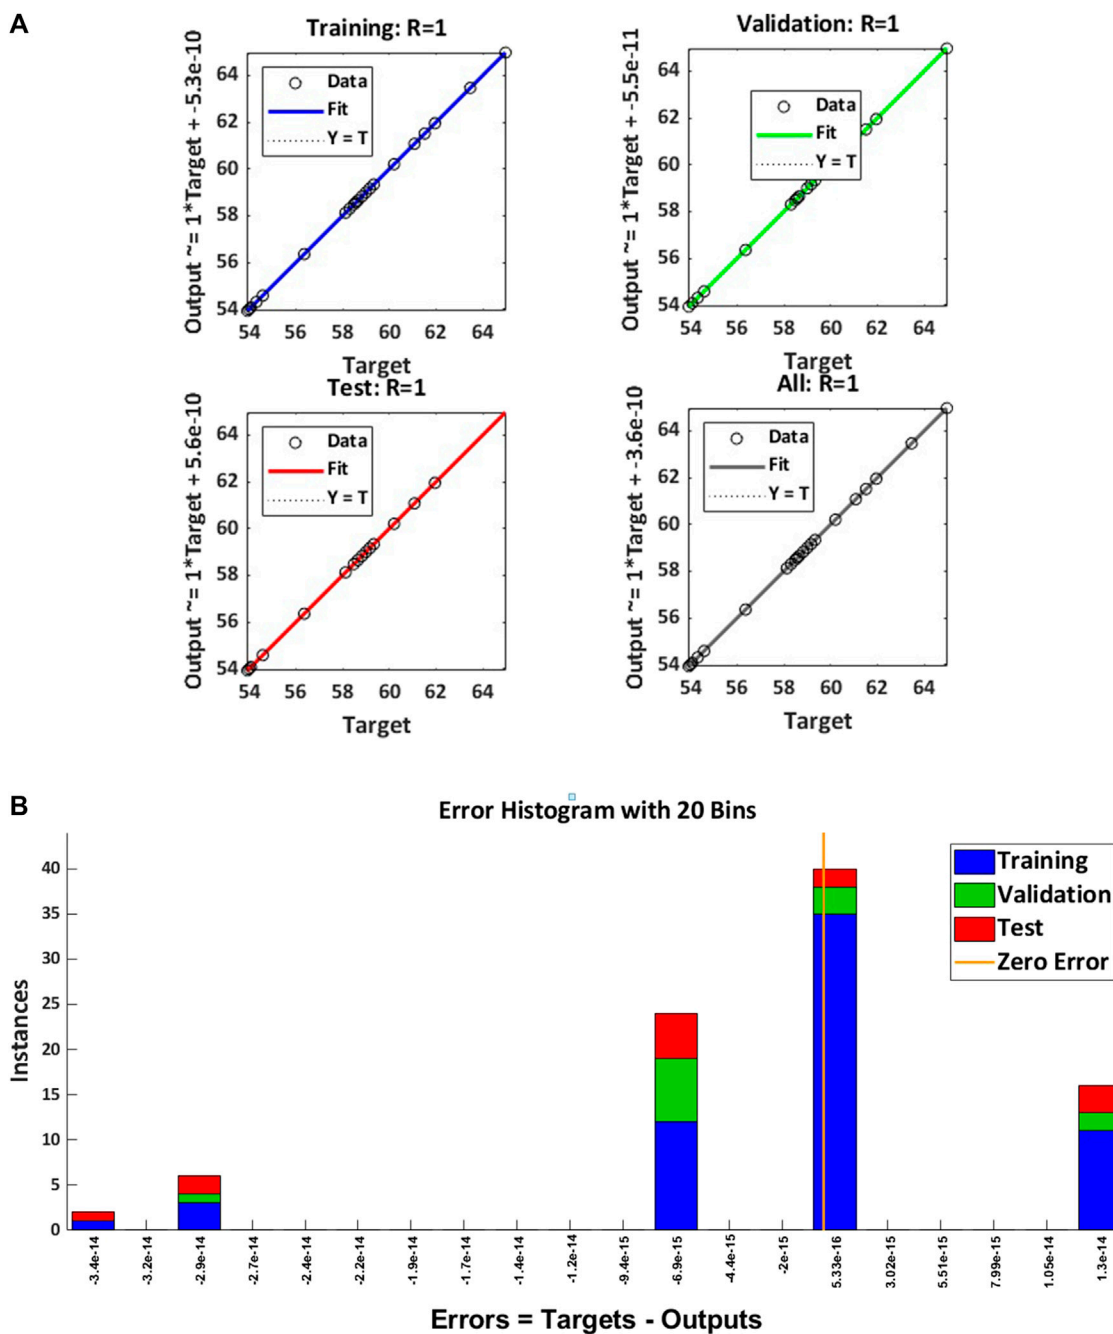 A
Training: R=1
Output ~= 1*Target + -5.3e-10
64
62
60
58
56
54
Data
Fit
Y = T
54 56 58 60 62 64
Target
Validation: R=1
Output ~= 1*Target + -5.5e-11
64
62
60
58
56
54
Data
Fit
Y = T
54 56 58 60 62 64
Target
Test: R=1
Output ~= 1*Target + 5.6e-10
64
62
60
58
56
54
Data
Fit
Y = T
54 56 58 60 62 64
Target
All: R=1
Output ~= 1*Target + -3.6e-10
64
62
60
58
56
54
Data
Fit
Y = T
54 56 58 60 62 64
Target
B
Error Histogram with 20 Bins
Instances
40
35
30
25
20
15
10
5
0
Training
Validation
Test
Zero Error
-3.4e-14
-3.2e-14
-2.9e-14
-2.7e-14
-2.4e-14
-2.2e-14
-1.9e-14
-1.7e-14
-1.4e-14
-1.2e-14
-9.4e-15
-6.9e-15
-4.4e-15
-2e-15
5.33e-16
3.02e-15
5.51e-15
7.99e-15
1.05e-14
1.3e-14
Errors = Targets - Outputs